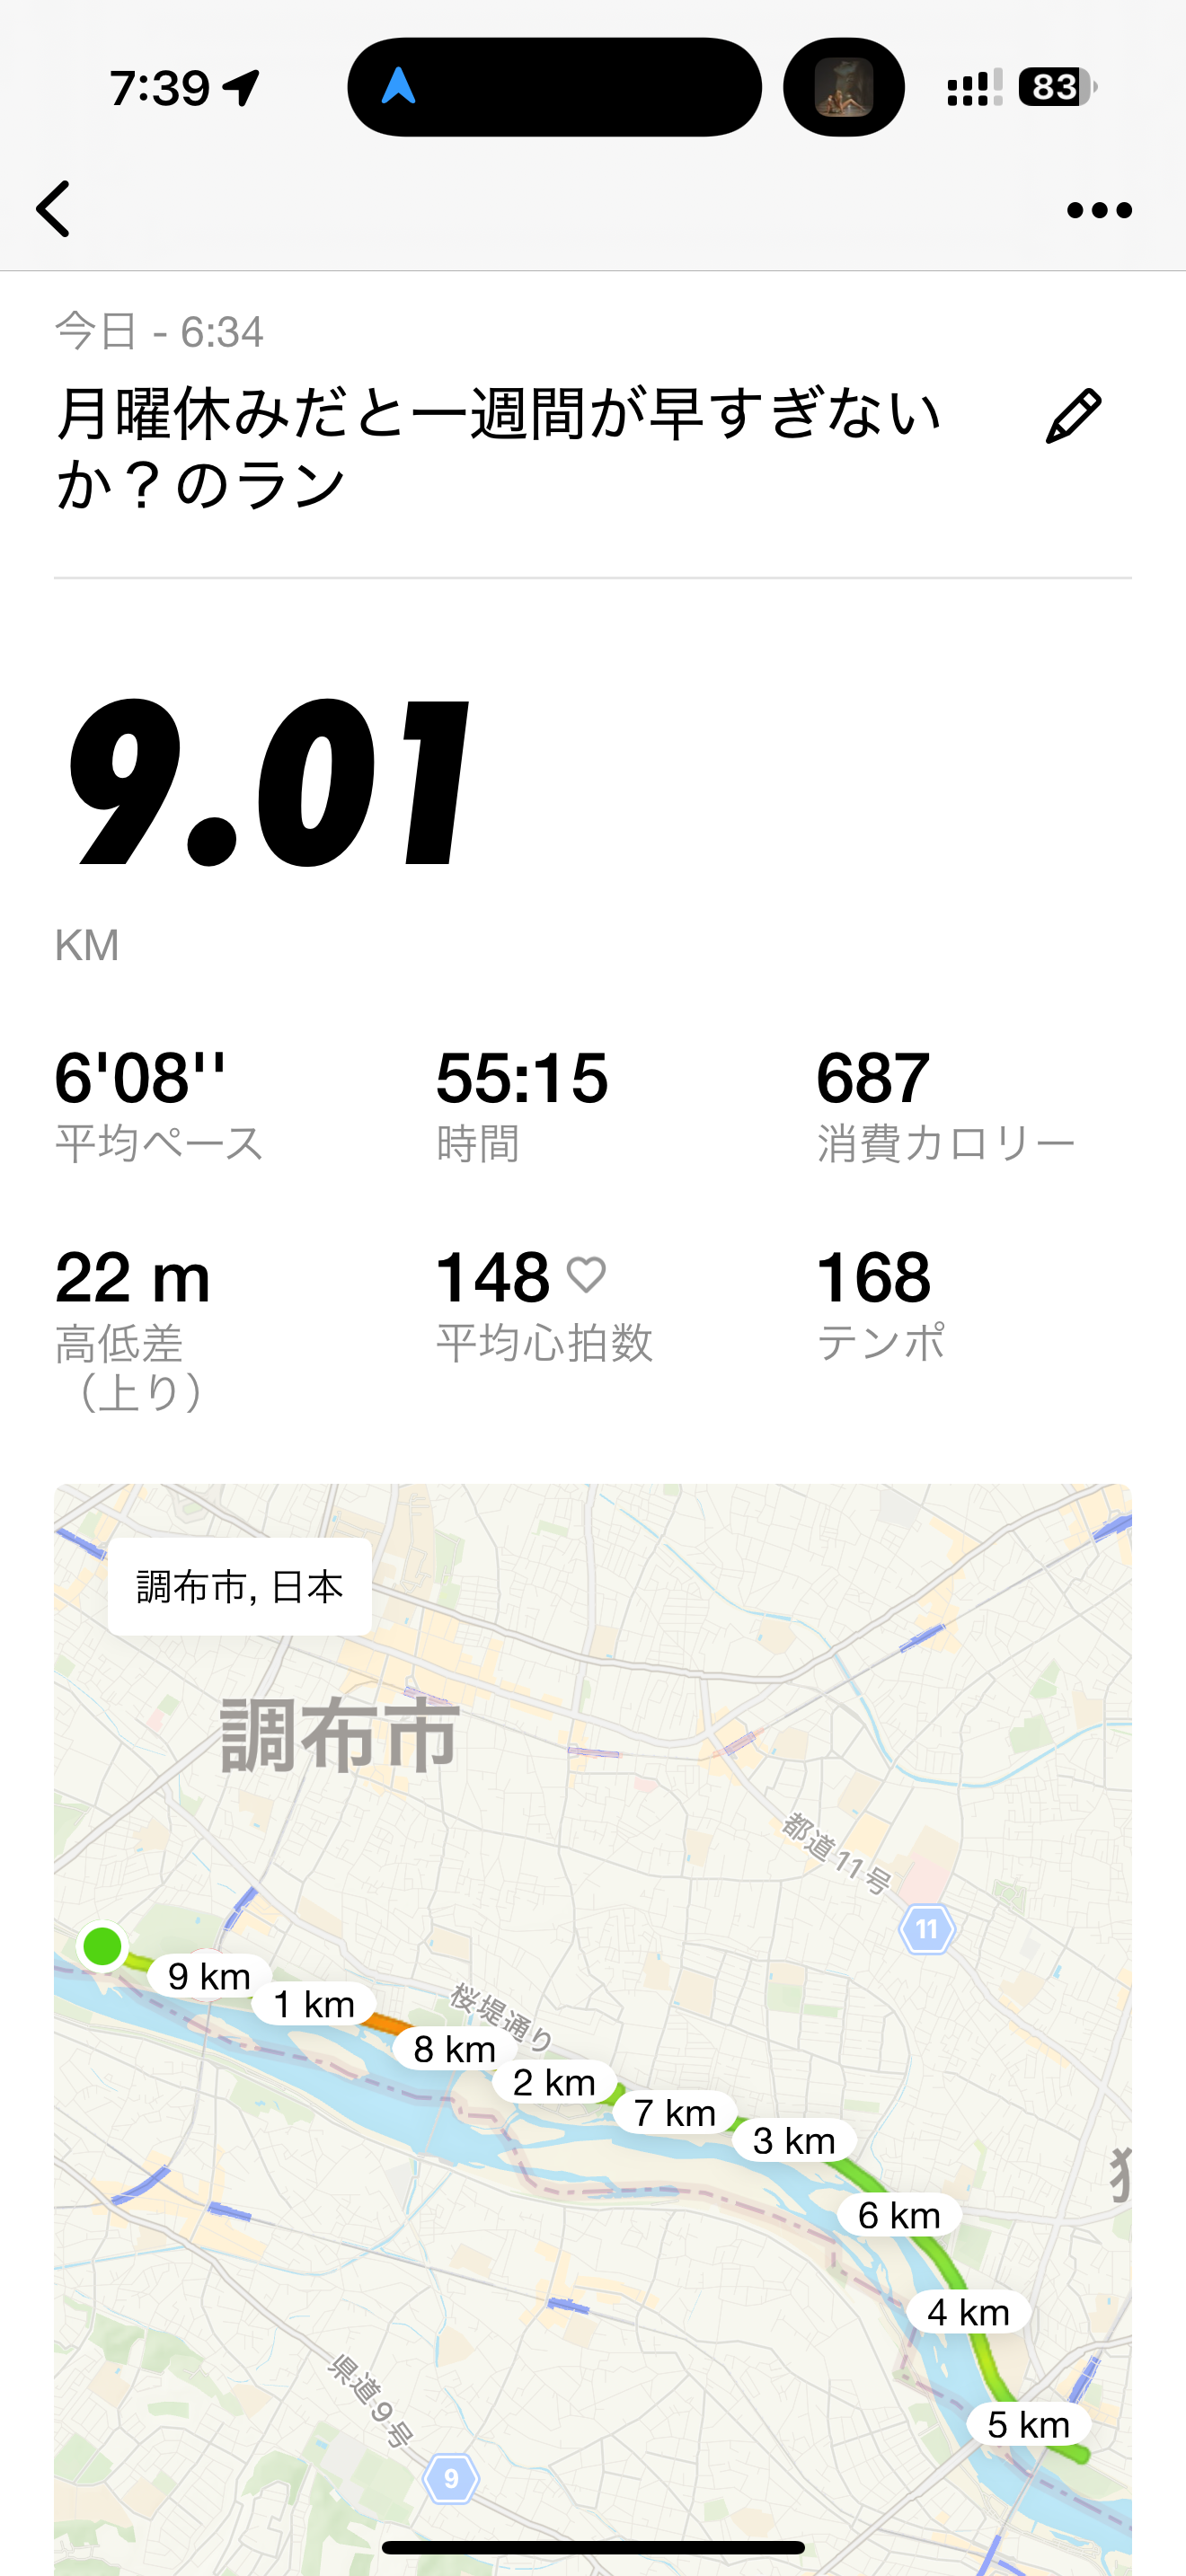 7:39
83
今日 - 6:34
月曜休みだと一週間が早すぎない
か？のラン
9.01
KM
6'08''
55:15
687
平均ペース
時間
消費カロリー
22 m
148
168
高低差
（上り）
平均心拍数
テンポ
調布市, 日本
調布市
都道11号
11
9 km
1 km
桜堤通り
8 km
2 km
7 km
3 km
6 km
4 km
県道9号
5 km
9